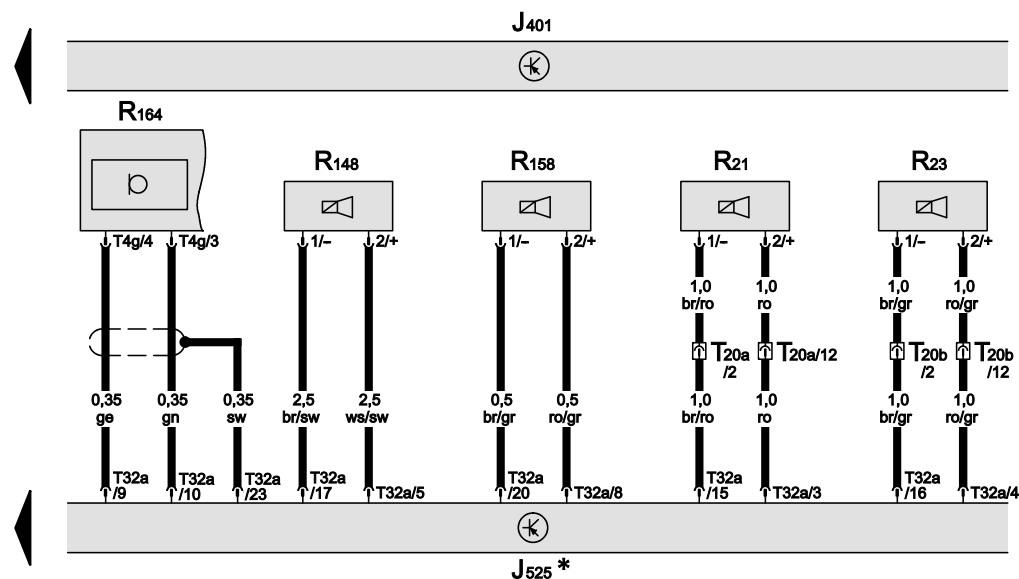 J401
R164
R148
R158
R21
R23
T4g/4 T4g/3 1/– 2/+ 1/– 2/+ 1/– 2/+ 1/– 2/+
1,0 1,0 1,0 1,0
br/ro ro br/gr ro/gr
T20a
/2
T20a/12
T20b
/2
T20b
/12
0,35 0,35 0,35 2,5 2,5 0,5 0,5 1,0 1,0 1,0 1,0
ge gn sw br/sw ws/sw br/gr ro/gr br/ro ro br/gr ro/gr
T32a
/9
T32a
/10
T32a
/23
T32a
/17
T32a/5
T32a
/20
T32a/8
T32a
/15
T32a/3
T32a
/16
T32a/4
J525 *